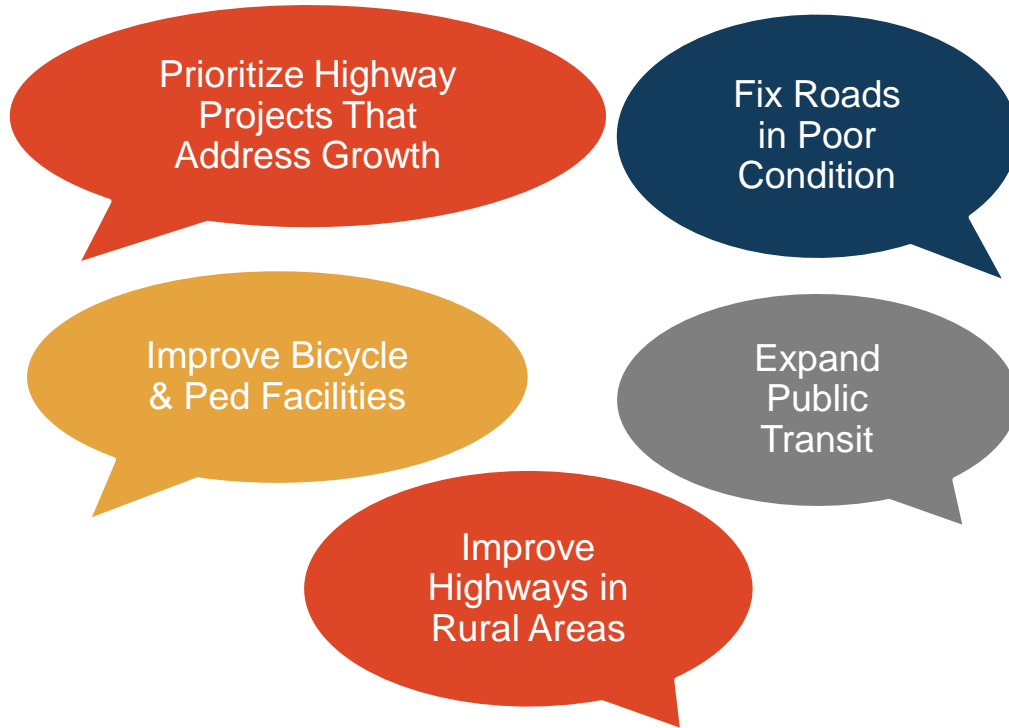 Prioritize Highway
Projects That
Address Growth
Fix Roads
in Poor
Condition
Improve Bicycle
& Ped Facilities
Expand
Public
Transit
Improve
Highways in
Rural Areas